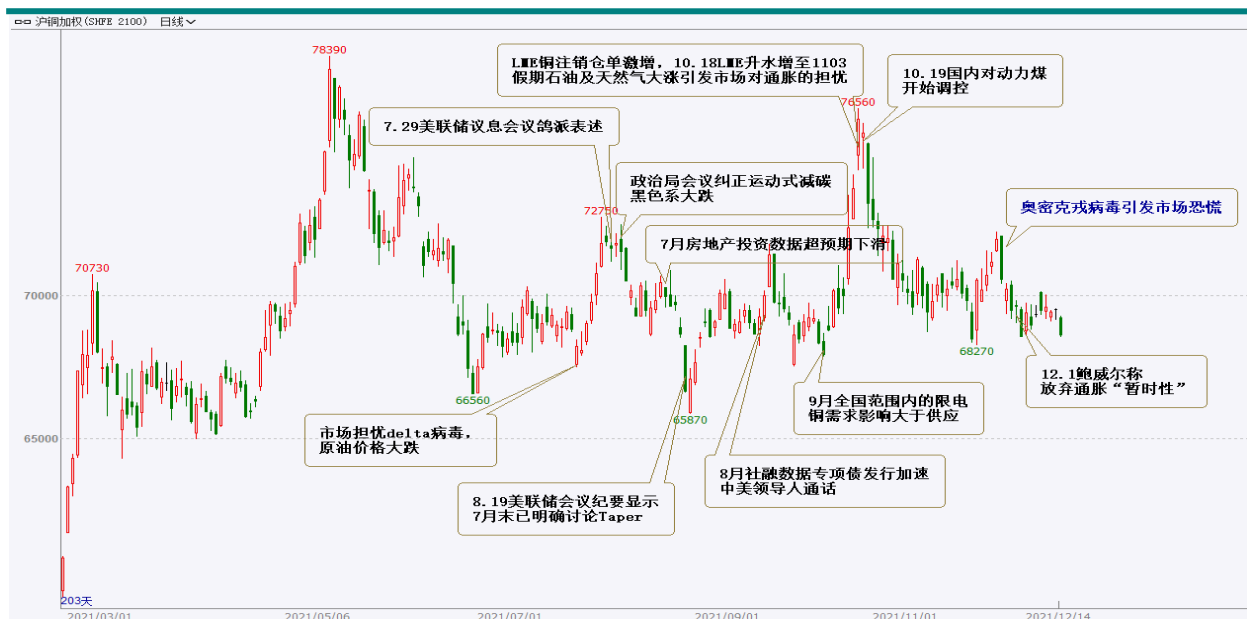 沪铜加权(SHFE 2100) 日线
78390
LME铜注销仓单激增，10.18LME升水增至1103
假期石油及天然气大涨引发市场对通胀的担忧
10.19国内对动力煤
开始调控
76560
7.29美联储议息会议鸽派表述
政治局会议纠正运动式减碳
黑色系大跌
奥密克戎病毒引发市场恐慌
72750
7月房地产投资数据超预期下滑
70730
70000
68270
12.1鲍威尔称
放弃通胀“暂时性”
66560
9月全国范围内的限电
铜需求影响大于供应
65870
市场担忧delta病毒，
原油价格大跌
65000
8月社融数据专项债发行加速
中美领导人通话
8.19美联储会议纪要显示
7月末已明确讨论Taper
203天
2021/03/01
2021/05/06
2021/07/01
2021/09/01
2021/11/01
2021/12/14